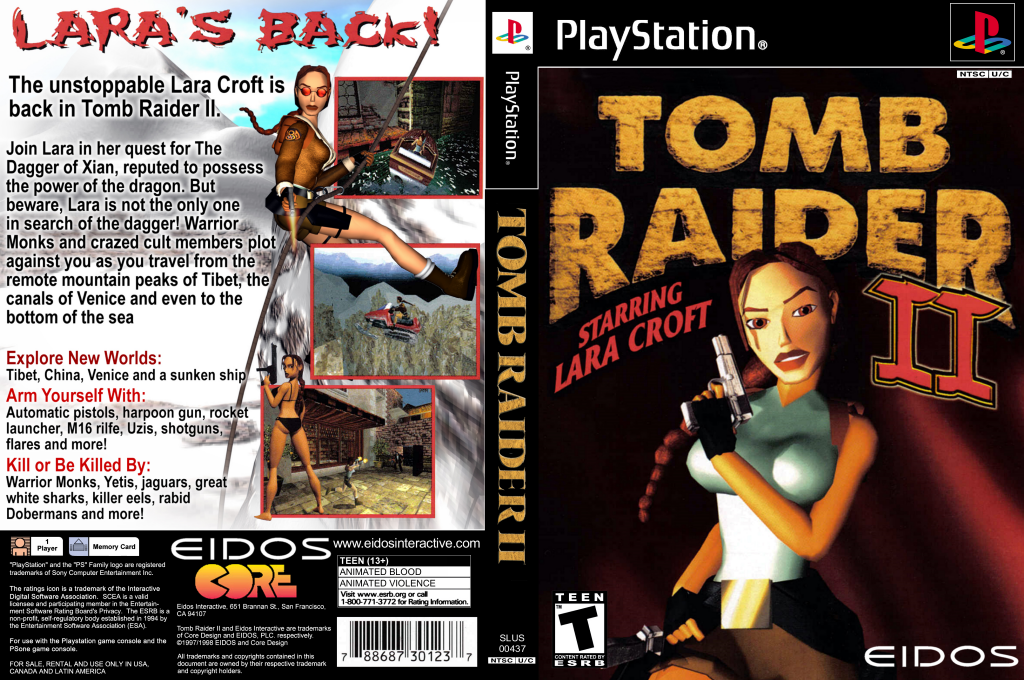 LARA'S BACK!
The unstoppable Lara Croft is
back in Tomb Raider II.
Join Lara in her quest for The
Dagger of Xian, reputed to possess
the power of the dragon. But
beware, Lara is not the only one
in search of the dagger! Warrior
Monks and crazed cult members plot
against you as you travel from the
remote mountain peaks of Tibet, the
canals of Venice and even to the
bottom of the sea
Explore New Worlds:
Tibet, China, Venice and a sunken ship
Arm Yourself With:
Automatic pistols, harpoon gun, rocket
launcher, M16 rilfe, Uzis, shotguns,
flares and more!
Kill or Be Killed By:
Warrior Monks, Yetis, jaguars, great
white sharks, killer eels, rabid
Dobermans and more!
1
Player
Memory Card
"PlayStation" and the "PS" Family logo are registered
trademarks of Sony Computer Entertainment Inc.
The ratings icon is a trademark of the Interactive
Digital Software Association. SCEA is a valid
licensee and participating member in the Entertain-
ment Software Rating Board's Privacy. The ESRB is a
non-profit, self-regulatory body established in 1994 by
the Entertainment Software Association (ESA).
For use with the Playstation game console and the
PSone game console.
FOR SALE, RENTAL AND USE ONLY IN USA,
CANADA AND LATIN AMERICA
EIDOS
CORE
Eidos Interactive, 651 Brannan St., San Francisco,
CA 94107
Tomb Raider II and Eidos Interactive are trademarks
of Core Design and EIDOS, PLC. respectively.
©1997/1998 EIDOS and Core Design
All trademarks and copyrights contained in this
document are owned by their respective trademark
and copyright holders.
www.eidosinteractive.com
TEEN (13+)
ANIMATED BLOOD
ANIMATED VIOLENCE
Visit www.esrb.org or call
1-800-771-3772 for Rating Information.
7 88687 30123 7
PlayStation®
TOMB RAIDER II
SLUS
00437
NTSC U/C
PlayStation®
NTSC U/C
TOMB
RAIDER
II
STARRING
LARA CROFT
TEEN
T
TM
CONTENT RATED BY
ESRB
EIDOS